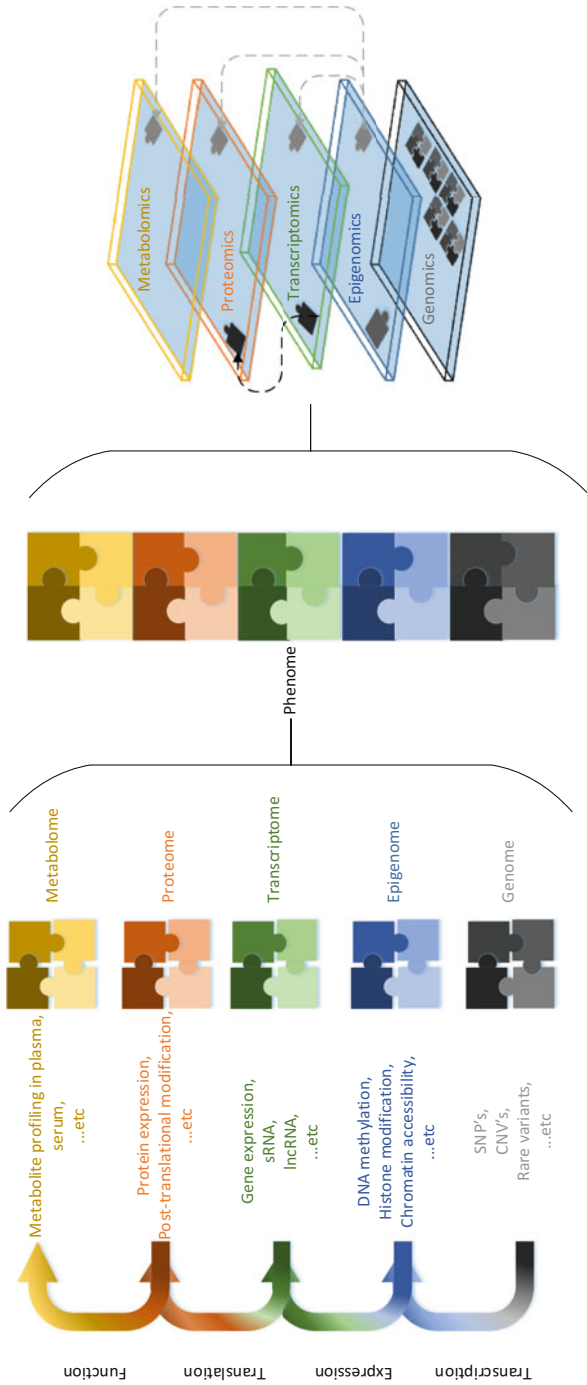 Function
Translation
Expression
Transcription
Metabolite profiling in plasma,
serum,
...etc
Protein expression,
Post-translational modification,
...etc
Gene expression,
sRNA,
lncRNA,
...etc
DNA methylation,
Histone modification,
Chromatin accessibility,
...etc
SNP's,
CNV's,
Rare variants,
...etc
Metabolome
Proteome
Transcriptome
Epigenome
Genome
Phenome
Metabolomics
Proteomics
Transcriptomics
Epigenomics
Genomics